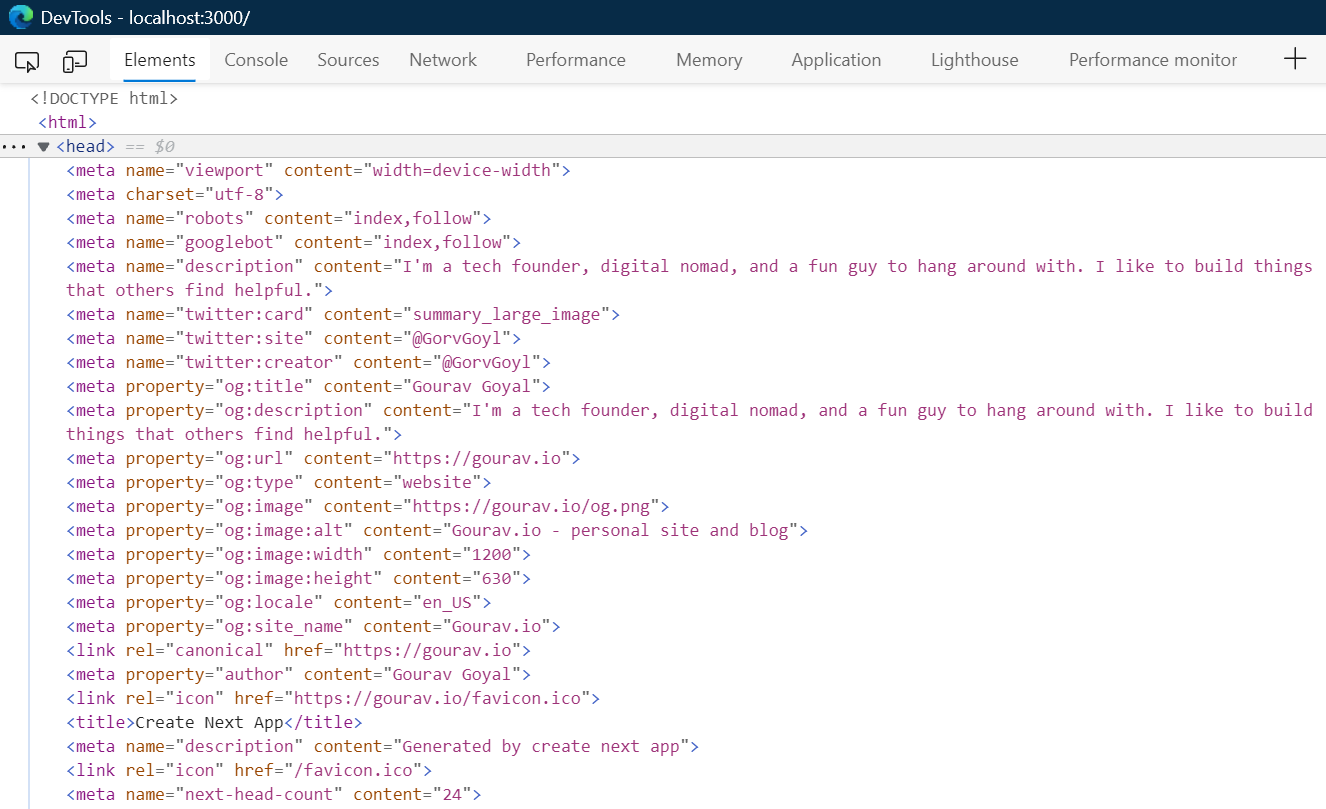 DevTools - localhost:3000/
Elements Console Sources Network Performance Memory Application Lighthouse Performance monitor
<!DOCTYPE html>
<html>
<head> == $0
<meta name="viewport" content="width=device-width">
<meta charset="utf-8">
<meta name="robots" content="index,follow">
<meta name="googlebot" content="index,follow">
<meta name="description" content="I'm a tech founder, digital nomad, and a fun guy to hang around with. I like to build things
that others find helpful.">
<meta name="twitter:card" content="summary_large_image">
<meta name="twitter:site" content="@GorvGoyl">
<meta name="twitter:creator" content="@GorvGoyl">
<meta property="og:title" content="Gourav Goyal">
<meta property="og:description" content="I'm a tech founder, digital nomad, and a fun guy to hang around with. I like to build
things that others find helpful.">
<meta property="og:url" content="https://gourav.io">
<meta property="og:type" content="website">
<meta property="og:image" content="https://gourav.io/og.png">
<meta property="og:image:alt" content="Gourav.io - personal site and blog">
<meta property="og:image:width" content="1200">
<meta property="og:image:height" content="630">
<meta property="og:locale" content="en_US">
<meta property="og:site_name" content="Gourav.io">
<link rel="canonical" href="https://gourav.io">
<meta property="author" content="Gourav Goyal">
<link rel="icon" href="https://gourav.io/favicon.ico">
<title>Create Next App</title>
<meta name="description" content="Generated by create next app">
<link rel="icon" href="/favicon.ico">
<meta name="next-head-count" content="24">